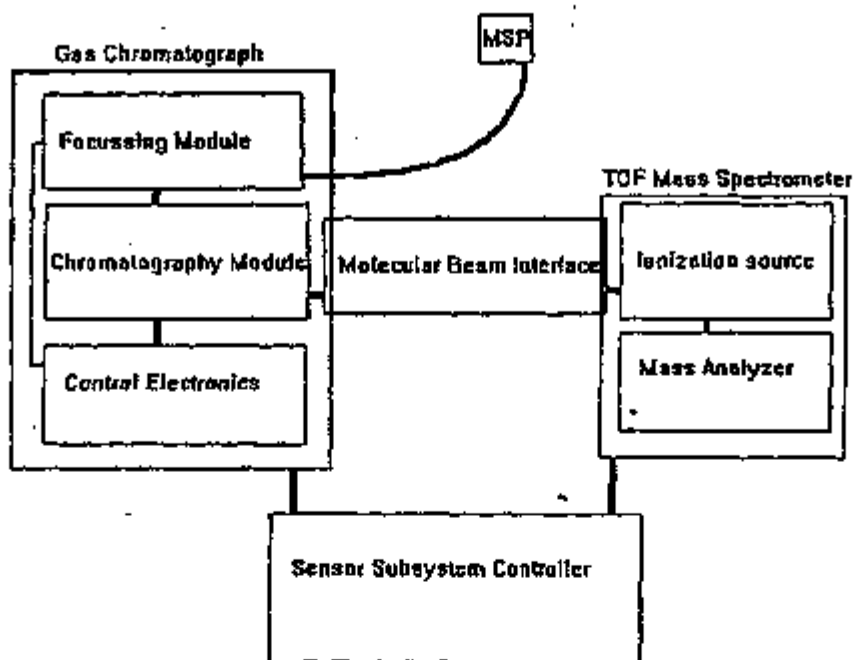 MSP
Gas Chromatograph
Focussing Module
TOF Mass Spectrometer
Chromatography Module
Molecular Beam Interface
Ionization source
Control Electronics
Mass Analyzer
Sensor Subsystem Controller